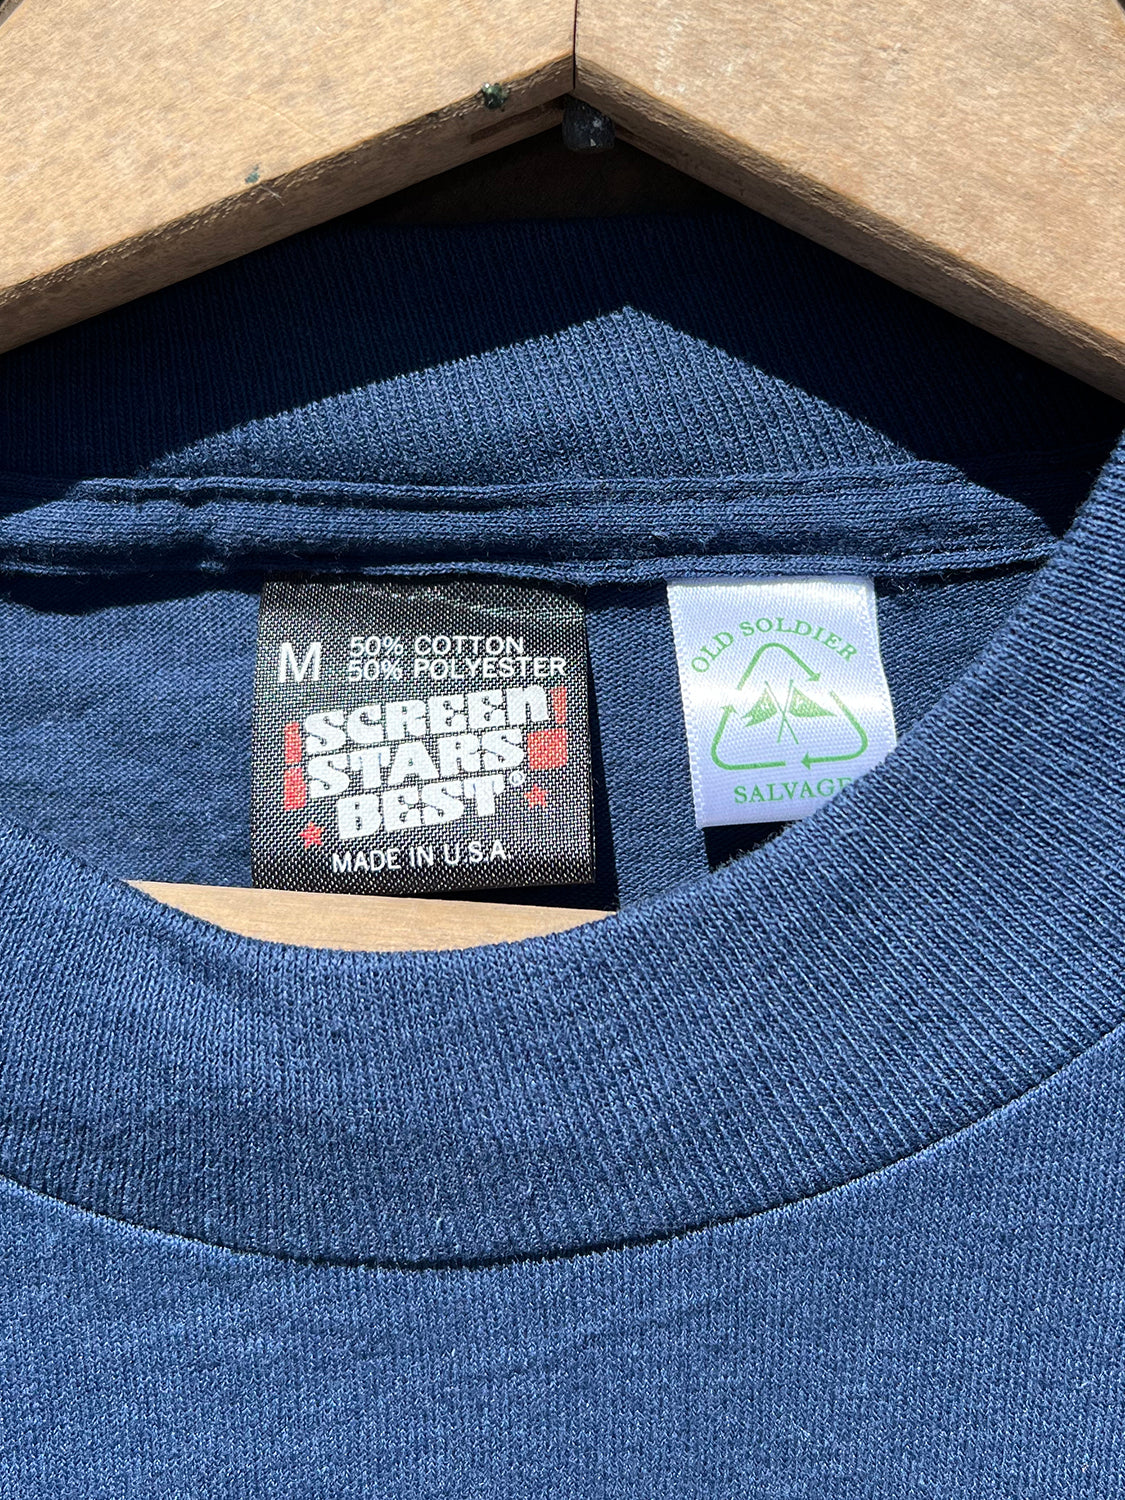 M
50% COTTON
50% POLYESTER
SCREEN
STARS
BEST®
MADE IN U.S.A.
OLD SOLDIER
SALVAGE